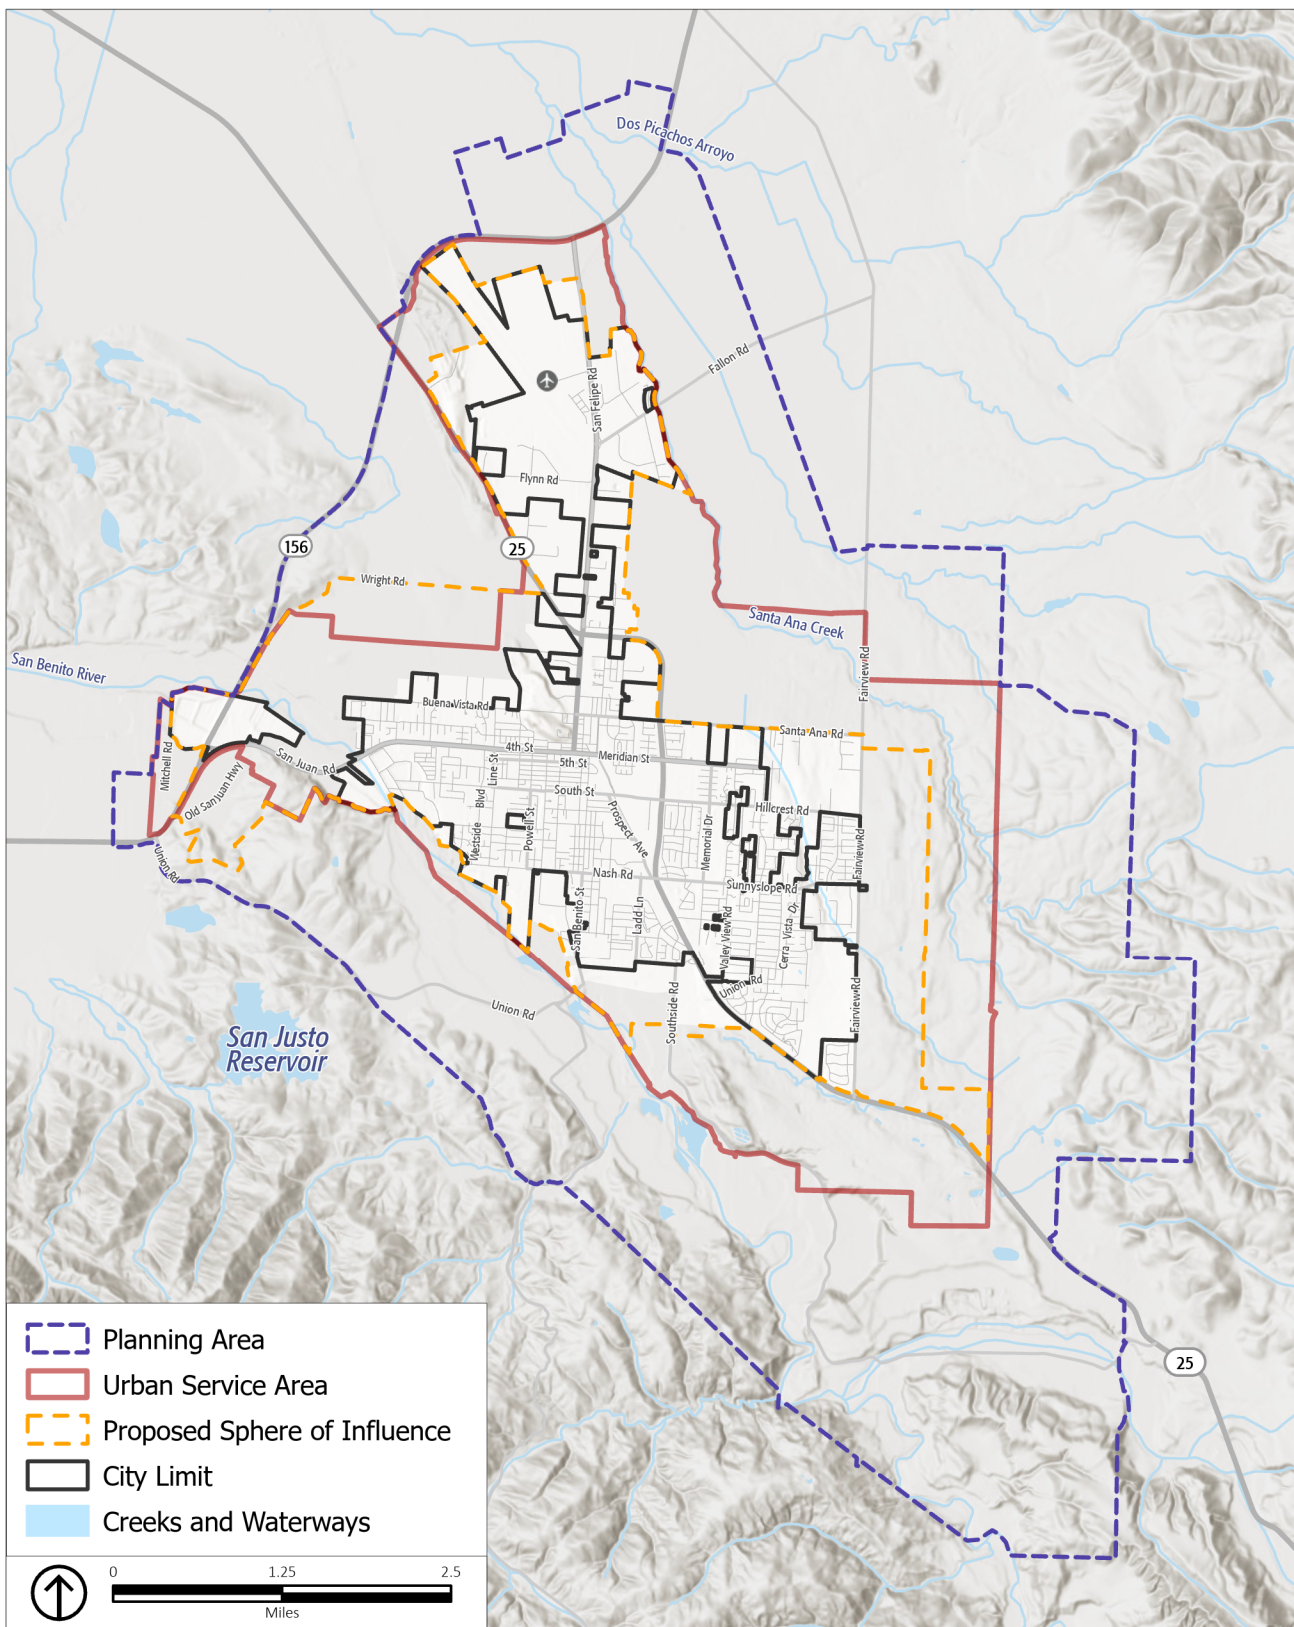 Dos Picachos Arroyo
Fallon Rd
San Felipe Rd
Flynn Rd
156
25
Wright Rd
Santa Ana Creek
San Benito River
Fairview Rd
Buena Vista Rd
Santa Ana Rd
Mitchell Rd
San Juan Rd
4th St
Meridian St
5th St
Line St
Old San Juan Hwy
South St
Westside Blvd
Powell St
Prospect Ave
Memorial Dr
Hillcrest Rd
Fairview Rd
Union Rd
Nash Rd
Sunnyslope Rd
San Benito St
Ladd Ln
Valley View Rd
Cerra Vista Dr
Union Rd
Union Rd
Southside Rd
Fairview Rd
San Justo
Reservoir
25
Planning Area
Urban Service Area
Proposed Sphere of Influence
City Limit
Creeks and Waterways
0 1.25 2.5
Miles